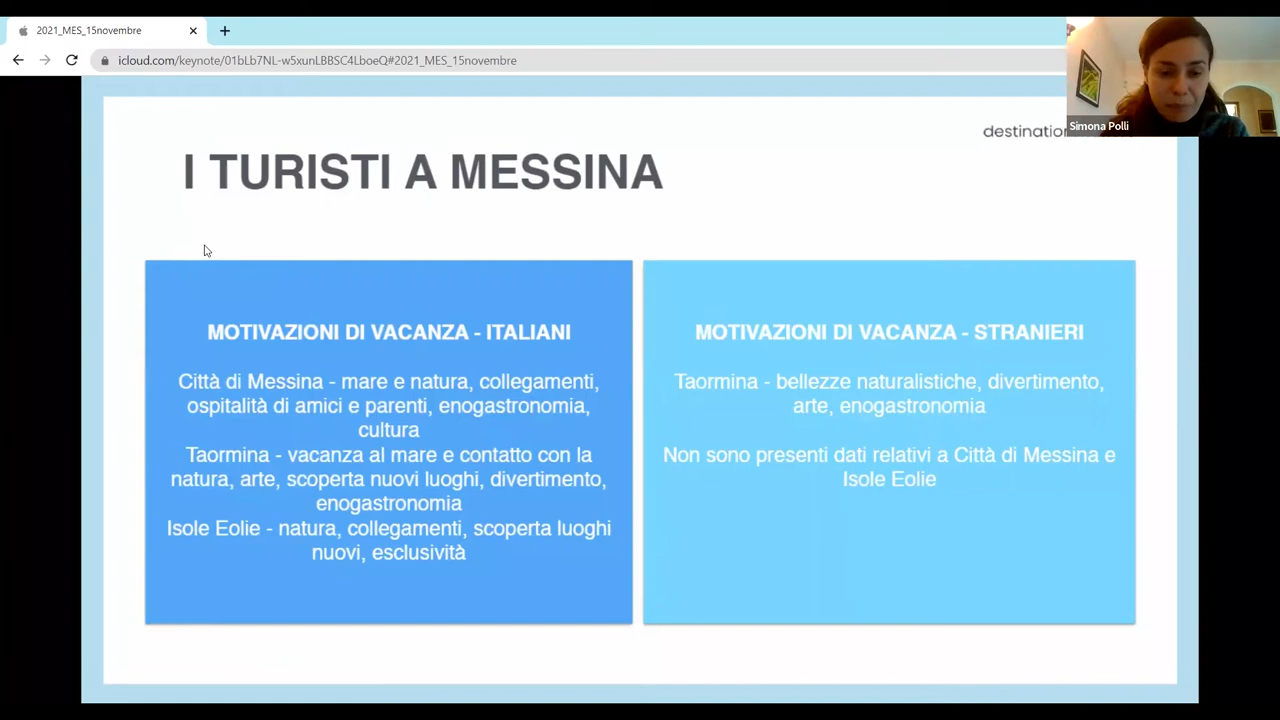 2021_MES_15novembre
icloud.com/keynote/01bLb7NL-w5xunLBBSC4LboeQ#2021_MES_15novembre
Simona Polli
I TURISTI A MESSINA
MOTIVAZIONI DI VACANZA - ITALIANI
Città di Messina - mare e natura, collegamenti,
ospitalità di amici e parenti, enogastronomia,
cultura
Taormina - vacanza al mare e contatto con la
natura, arte, scoperta nuovi luoghi, divertimento,
enogastronomia
Isole Eolie - natura, collegamenti, scoperta luoghi
nuovi, esclusività
MOTIVAZIONI DI VACANZA - STRANIERI
Taormina - bellezze naturalistiche, divertimento,
arte, enogastronomia
Non sono presenti dati relativi a Città di Messina e
Isole Eolie